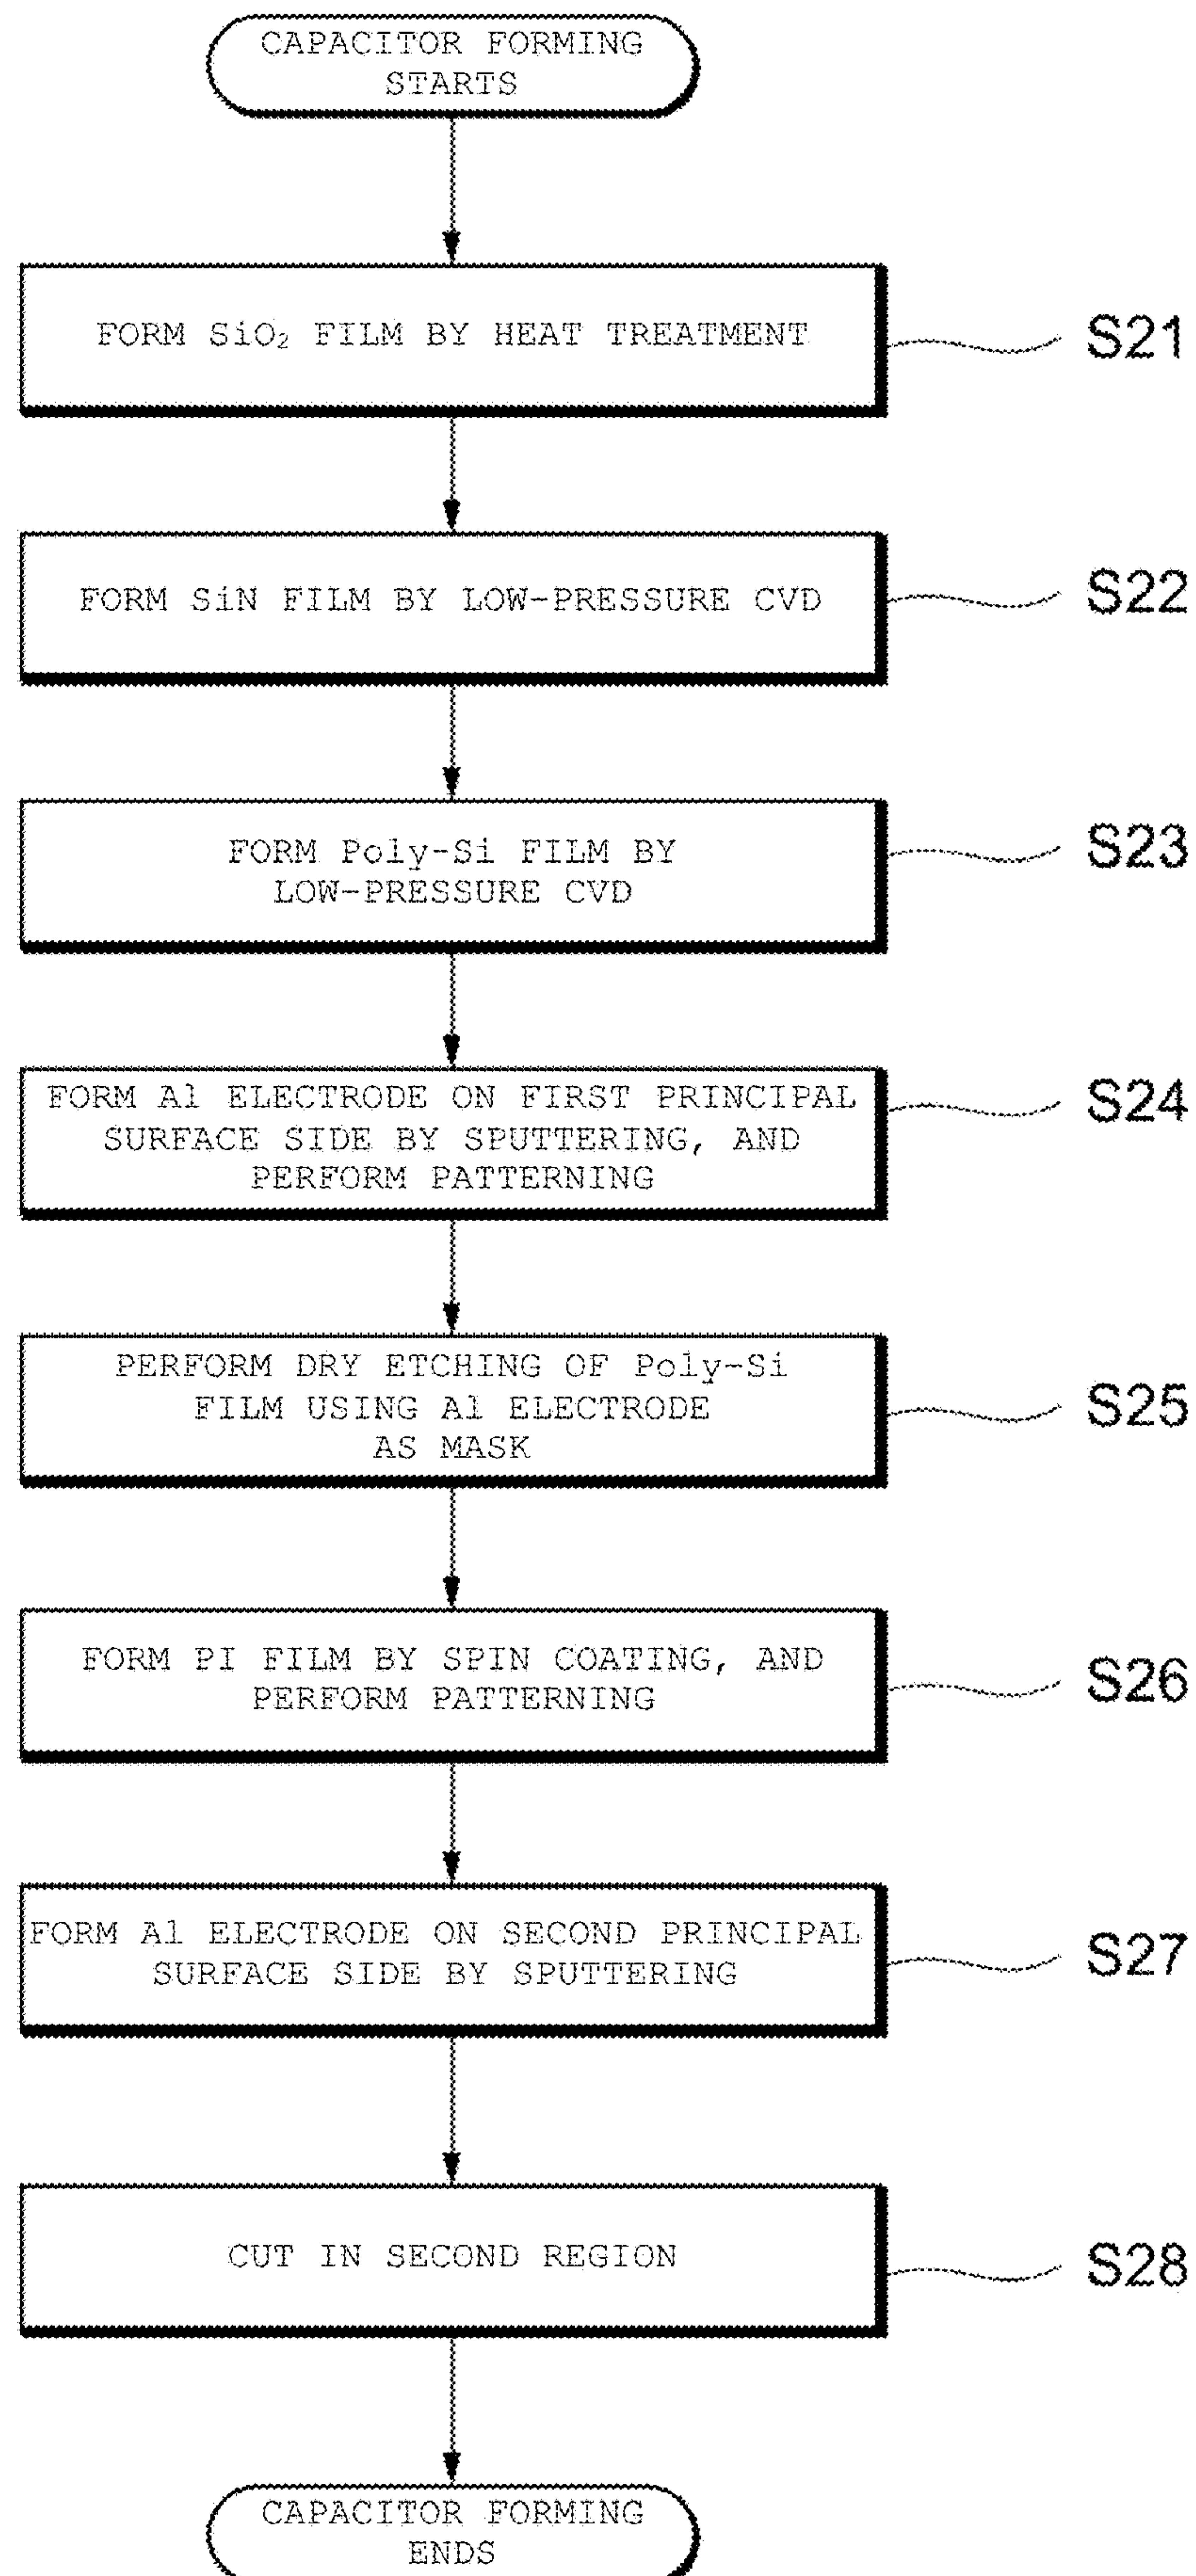 CAPACITOR FORMING
STARTS
FORM SiO₂ FILM BY HEAT TREATMENT
S21
FORM SiN FILM BY LOW-PRESSURE CVD
S22
FORM Poly-Si FILM BY
LOW-PRESSURE CVD
S23
FORM Al ELECTRODE ON FIRST PRINCIPAL
SURFACE SIDE BY SPUTTERING, AND
PERFORM PATTERNING
S24
PERFORM DRY ETCHING OF Poly-Si
FILM USING Al ELECTRODE
AS MASK
S25
FORM PI FILM BY SPIN COATING, AND
PERFORM PATTERNING
S26
FORM Al ELECTRODE ON SECOND PRINCIPAL
SURFACE SIDE BY SPUTTERING
S27
CUT IN SECOND REGION
S28
CAPACITOR FORMING
ENDS